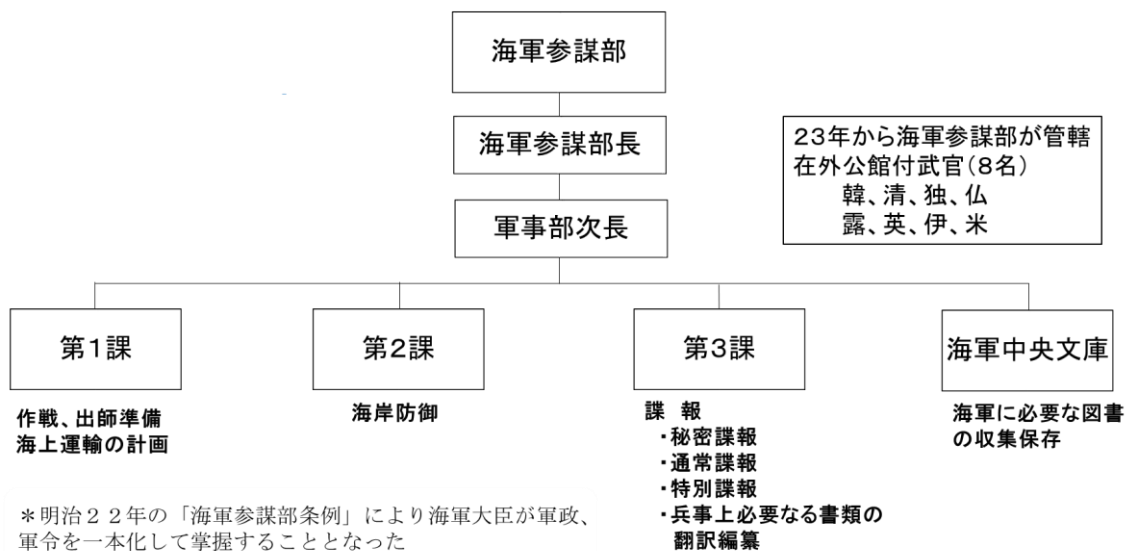 海軍参謀部
海軍参謀部長
軍事部次長
23年から海軍参謀部が管轄
在外公館付武官(8名)
韓、清、独、仏
露、英、伊、米
第1課
作戦、出師準備
海上運輸の計画
第2課
海岸防御
第3課
諜 報
・秘密諜報
・通常諜報
・特別諜報
・兵事上必要なる書類の
翻訳編纂
海軍中央文庫
海軍に必要な図書
の収集保存
＊明治２２年の「海軍参謀部条例」により海軍大臣が軍政、
軍令を一本化して掌握することとなった